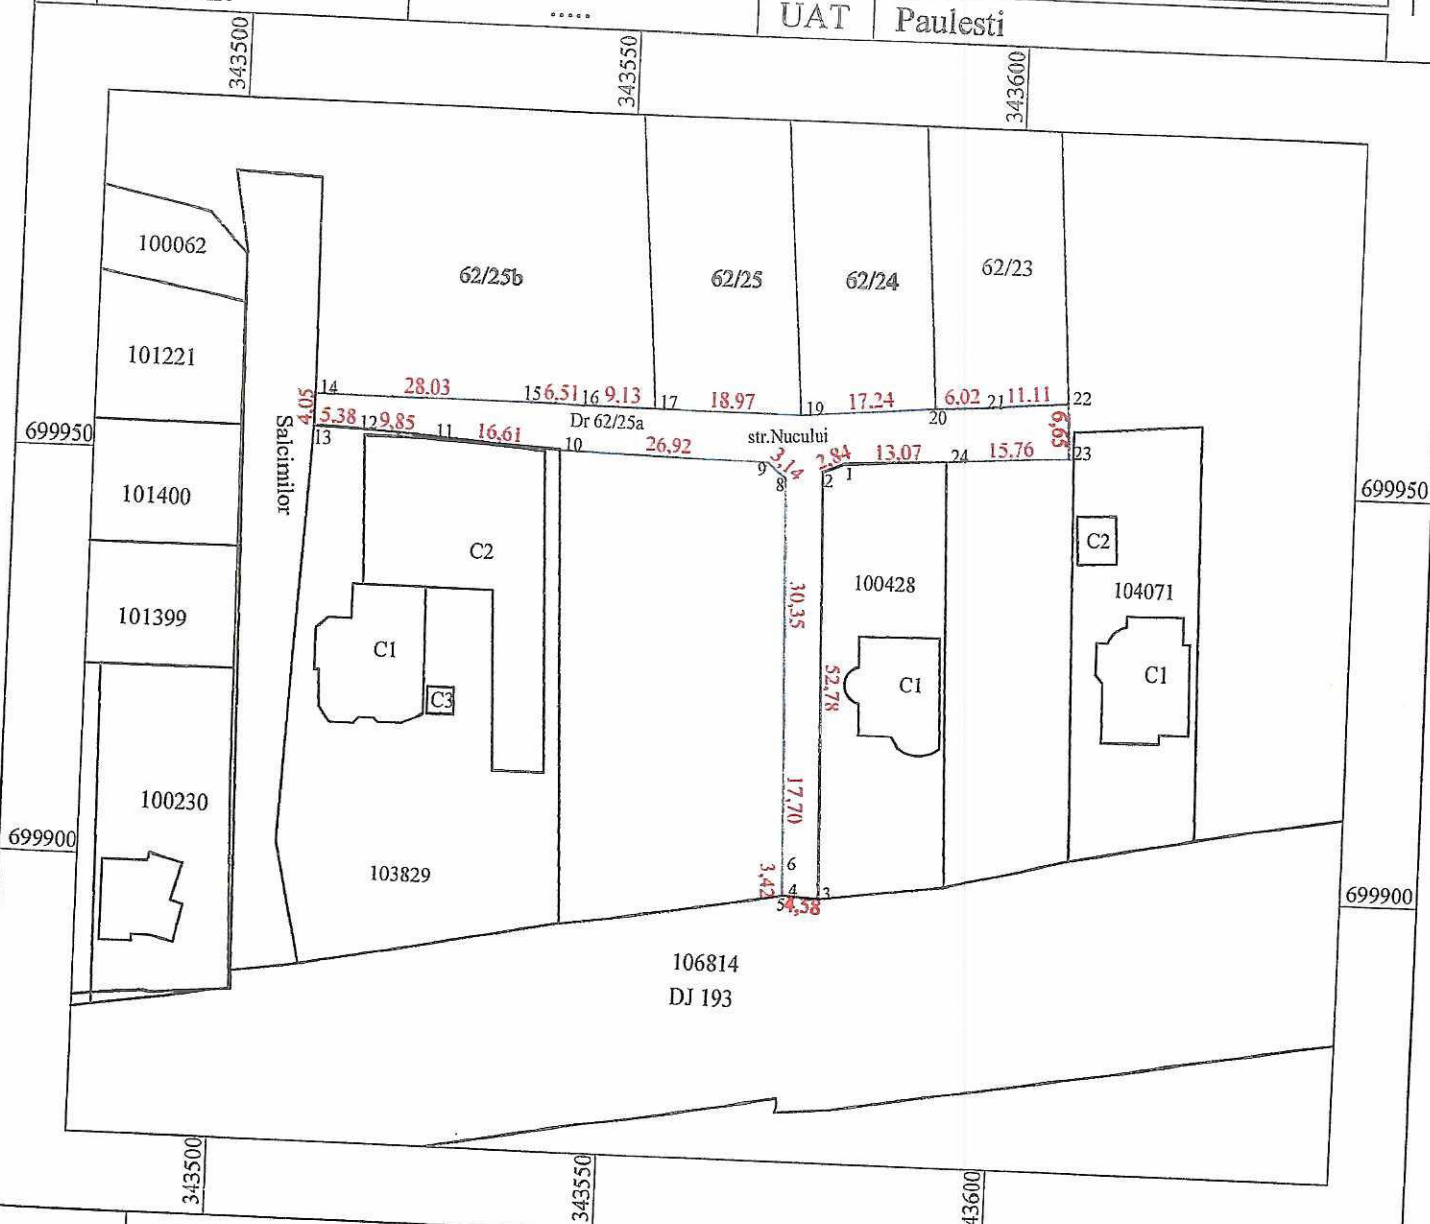 .....
UAT Paulesti
343500 343550 343600
62/25b 62/25 62/24 62/23
100062
101221
14 28.03 15 6.51 16 9.13 17 18.97 19 17.24 20 6.02 21 11.11 22
4.05
5.38 12 9,85 11 16,61 10 26,92
13
Dr 62/25a
str.Nucului
9 3,14 8
2,84 2 1 13,07 24 15,76 23
6,65
699950
699950
Salcimilor
101400
101399
100230
C2
C1
C3
103829
30,35
52,78
17,70
3,42
6
4
3
5
4,58
100428
C1
C2
104071
C1
699900
699900
106814
DJ 193
343500 343550 43600